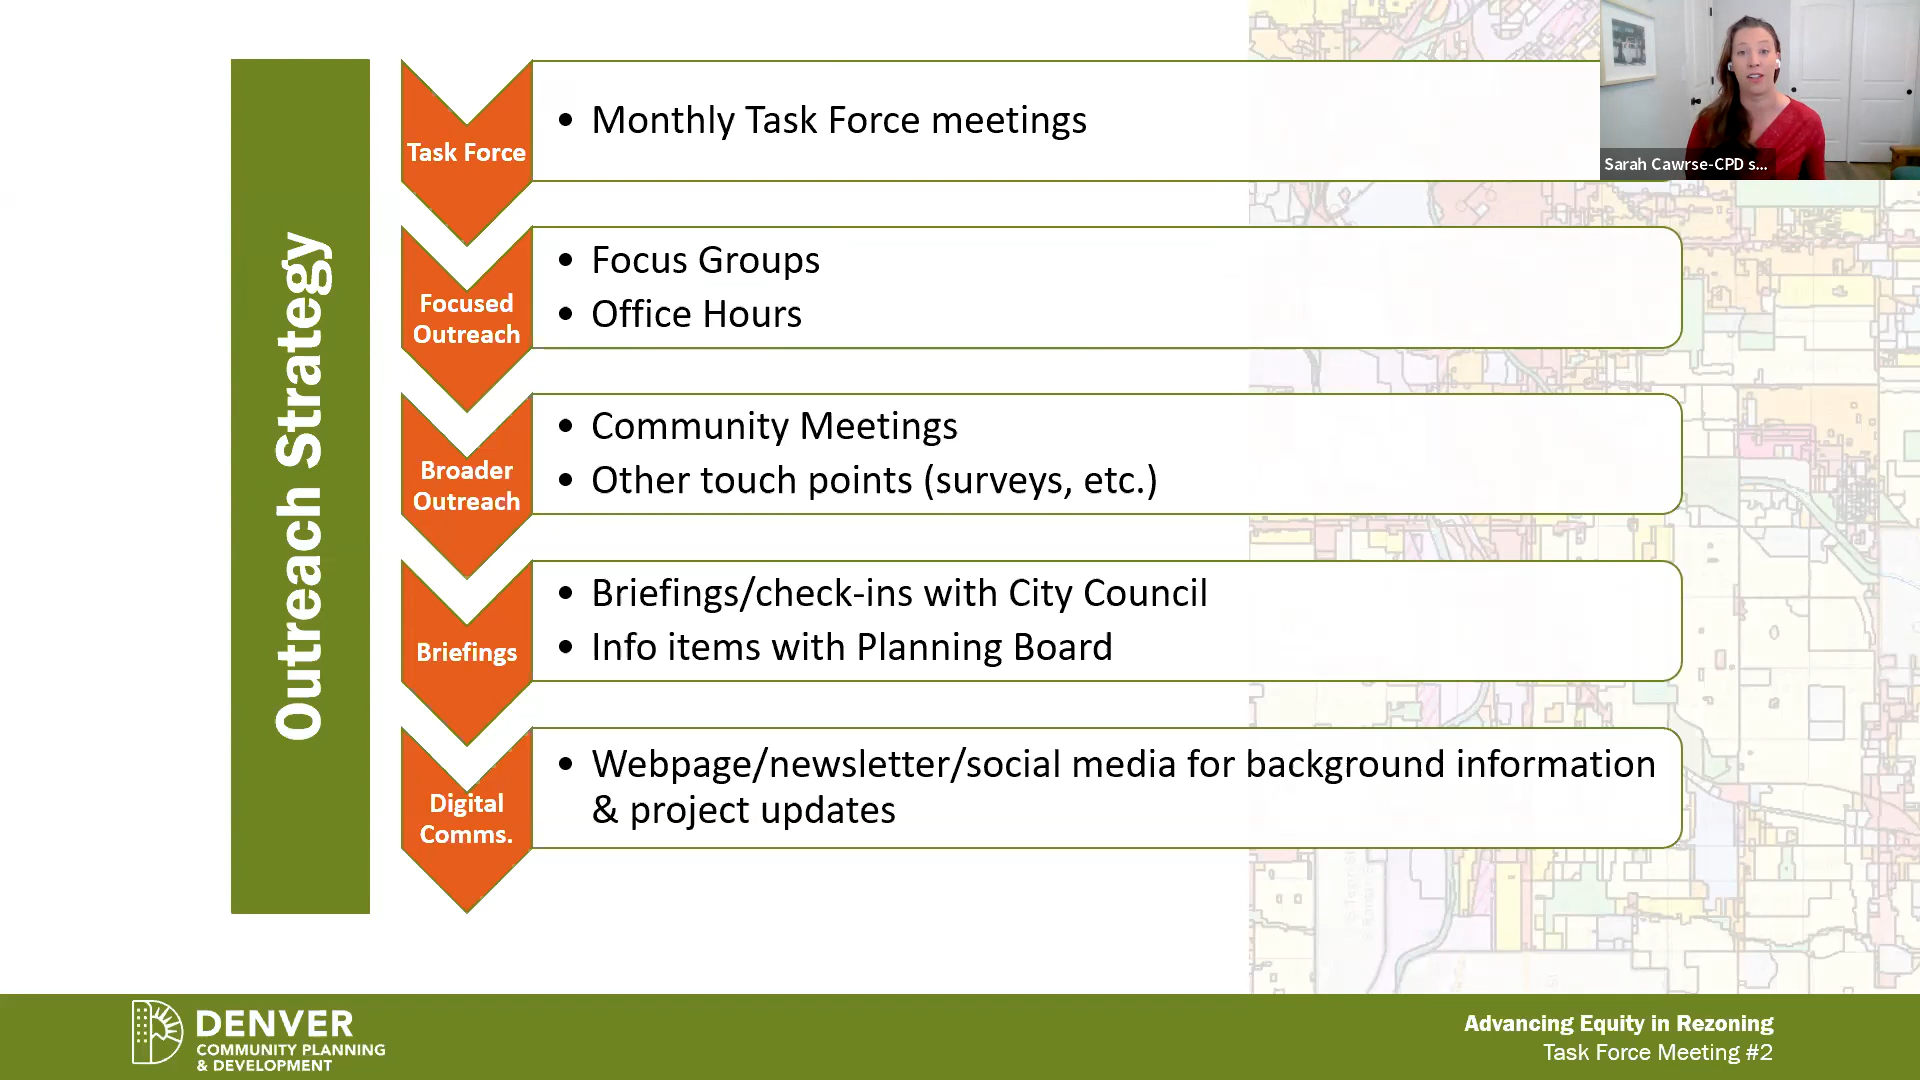 Outreach Strategy
Task Force
• Monthly Task Force meetings
Sarah Cawrse-CPD s...
Focused
Outreach
• Focus Groups
• Office Hours
Broader
Outreach
• Community Meetings
• Other touch points (surveys, etc.)
Briefings
• Briefings/check-ins with City Council
• Info items with Planning Board
Digital
Comms.
• Webpage/newsletter/social media for background information
& project updates
DENVER
COMMUNITY PLANNING
& DEVELOPMENT
Advancing Equity in Rezoning
Task Force Meeting #2